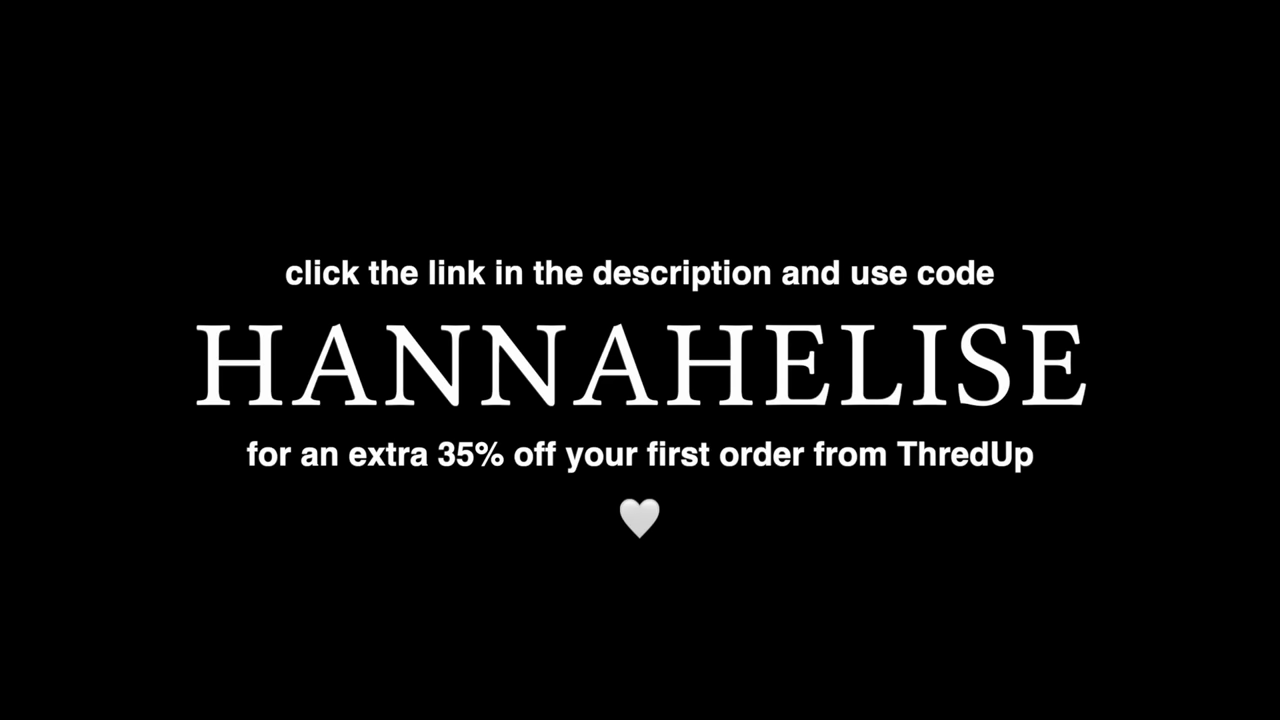 click the link in the description and use code
HANNAHELISE
for an extra 35% off your first order from ThredUp
🤍